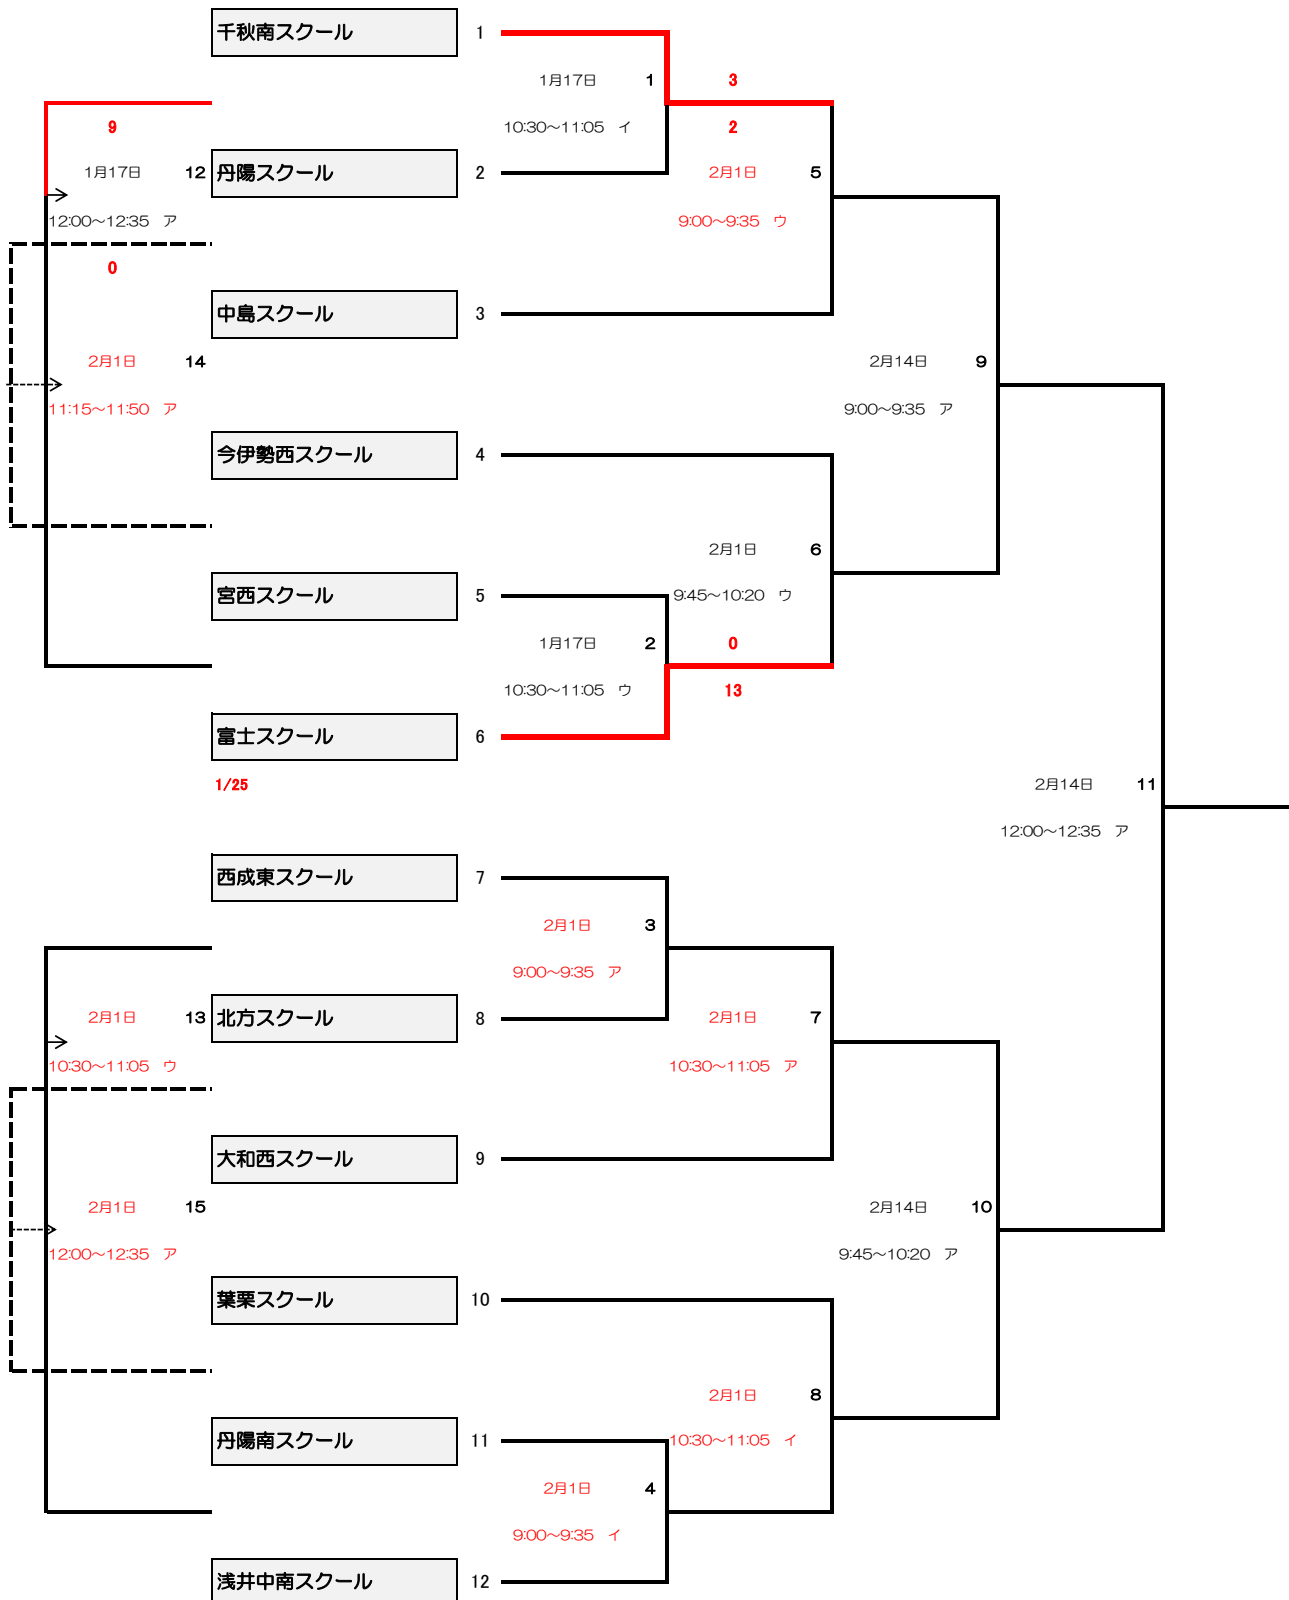 千秋南スクール 1
1月17日 1 3
9 10:30～11:05 イ 2
1月17日 12 丹陽スクール 2 2月1日 5
12:00～12:35 ア 9:00～9:35 ウ
0
中島スクール 3
2月1日 14 2月14日 9
11:15～11:50 ア 9:00～9:35 ア
今伊勢西スクール 4
2月1日 6
宮西スクール 5 9:45～10:20 ウ
1月17日 2 0
10:30～11:05 ウ 13
富士スクール 6
1/25 2月14日 11
12:00～12:35 ア
西成東スクール 7
2月1日 3
9:00～9:35 ア
2月1日 13 北方スクール 8 2月1日 7
10:30～11:05 ウ 10:30～11:05 ア
大和西スクール 9
2月1日 15 2月14日 10
12:00～12:35 ア 9:45～10:20 ア
葉栗スクール 10
2月1日 8
丹陽南スクール 11 10:30～11:05 イ
2月1日 4
9:00～9:35 イ
浅井中南スクール 12